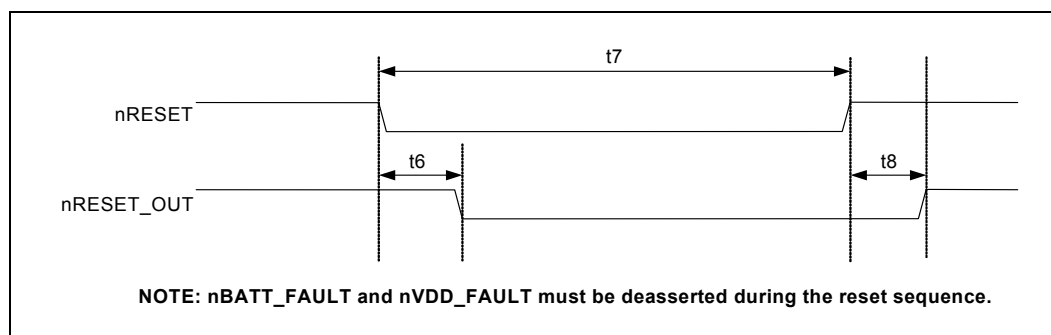 t7
nRESET
t6
t8
nRESET_OUT
NOTE: nBATT_FAULT and nVDD_FAULT must be deasserted during the reset sequence.